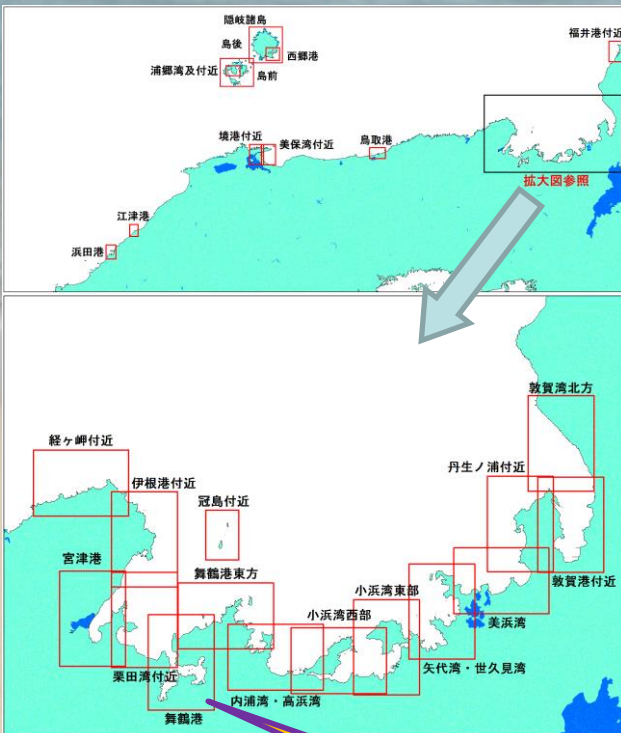 隠岐諸島
島後
西郷港
浦郷湾及付近
島前
福井港付近
境港付近
美保湾付近
鳥取港
拡大図参照
江津港
浜田港
敦賀湾北方
経ヶ岬付近
丹生ノ浦付近
伊根港付近
冠島付近
宮津港
舞鶴港東方
敦賀港付近
小浜湾東部
小浜湾西部
美浜湾
矢代湾・世久見湾
栗田湾付近
内浦湾・高浜湾
舞鶴港